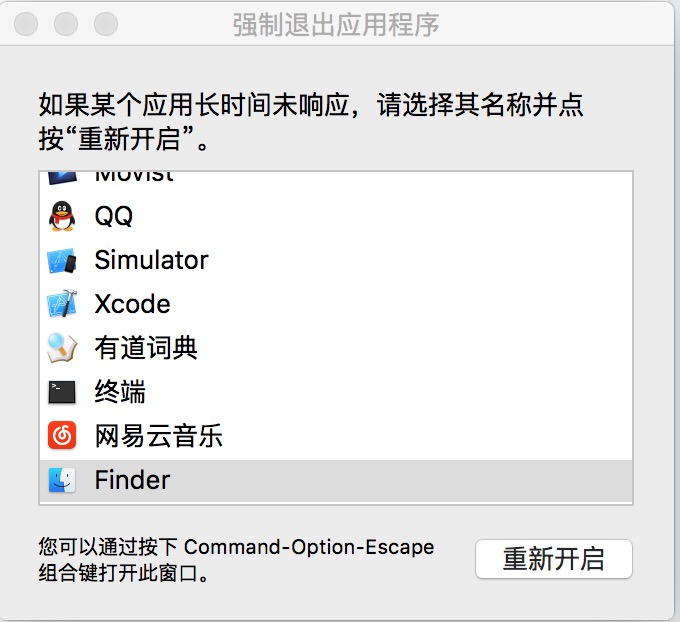 强制退出应用程序
如果某个应用长时间未响应，请选择其名称并点
按“重新开启”。
Movist
QQ
Simulator
Xcode
有道词典
终端
网易云音乐
Finder
您可以通过按下 Command-Option-Escape
组合键打开此窗口。
重新开启